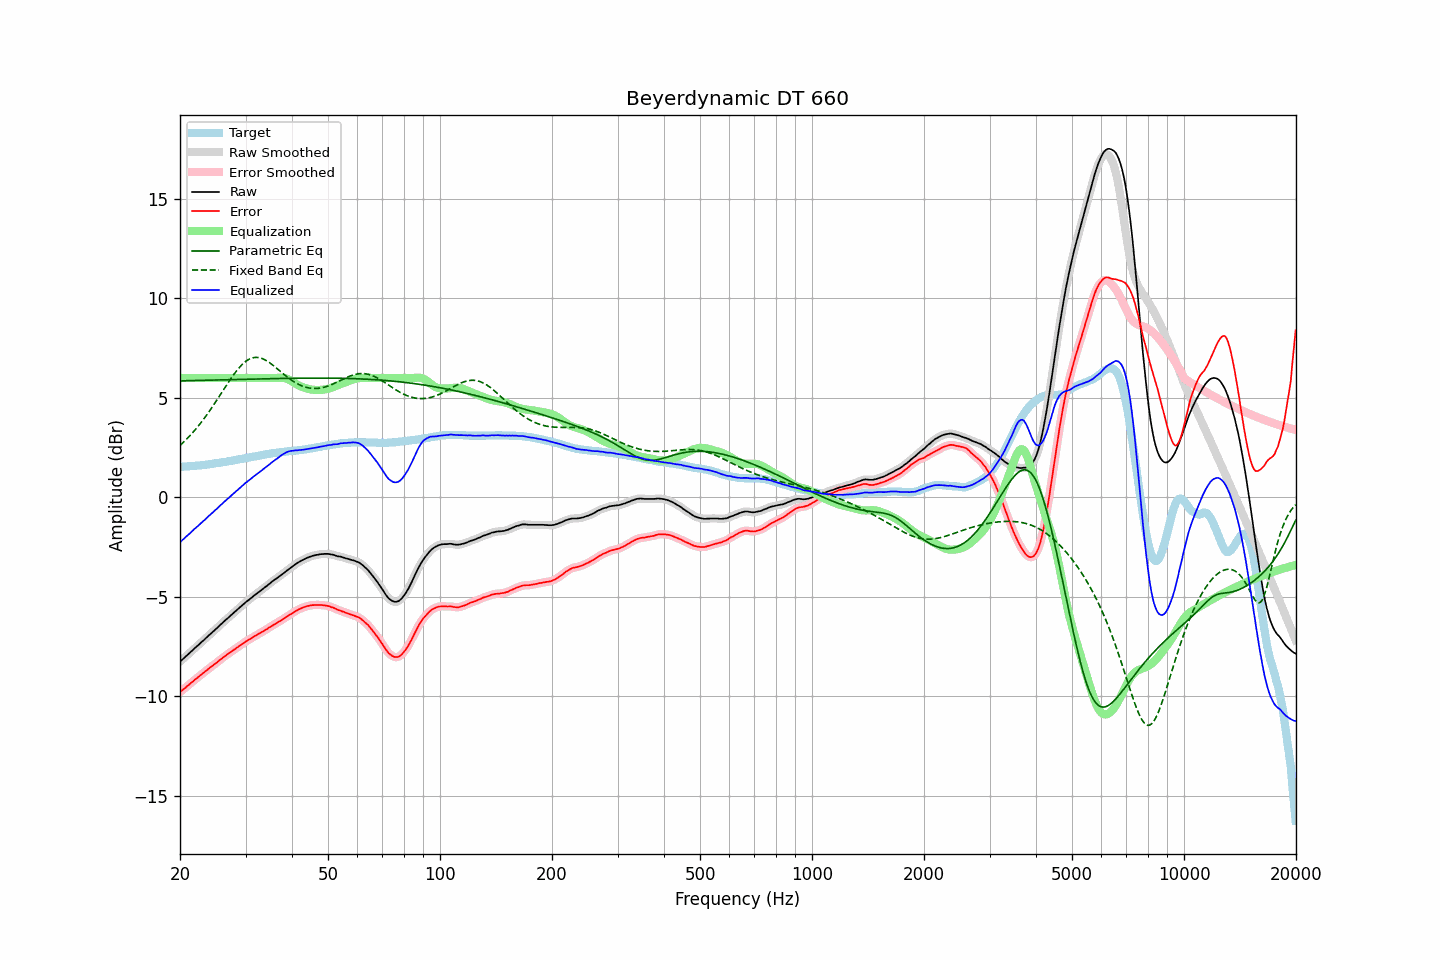 Beyerdynamic DT 660
Target
Raw Smoothed
Error Smoothed
Raw
Error
Equalization
Parametric Eq
Fixed Band Eq
Equalized
Amplitude (dBr)
15
10
5
0
−5
−10
−15
20 50 100 200 500 1000 2000 5000 10000 20000
Frequency (Hz)